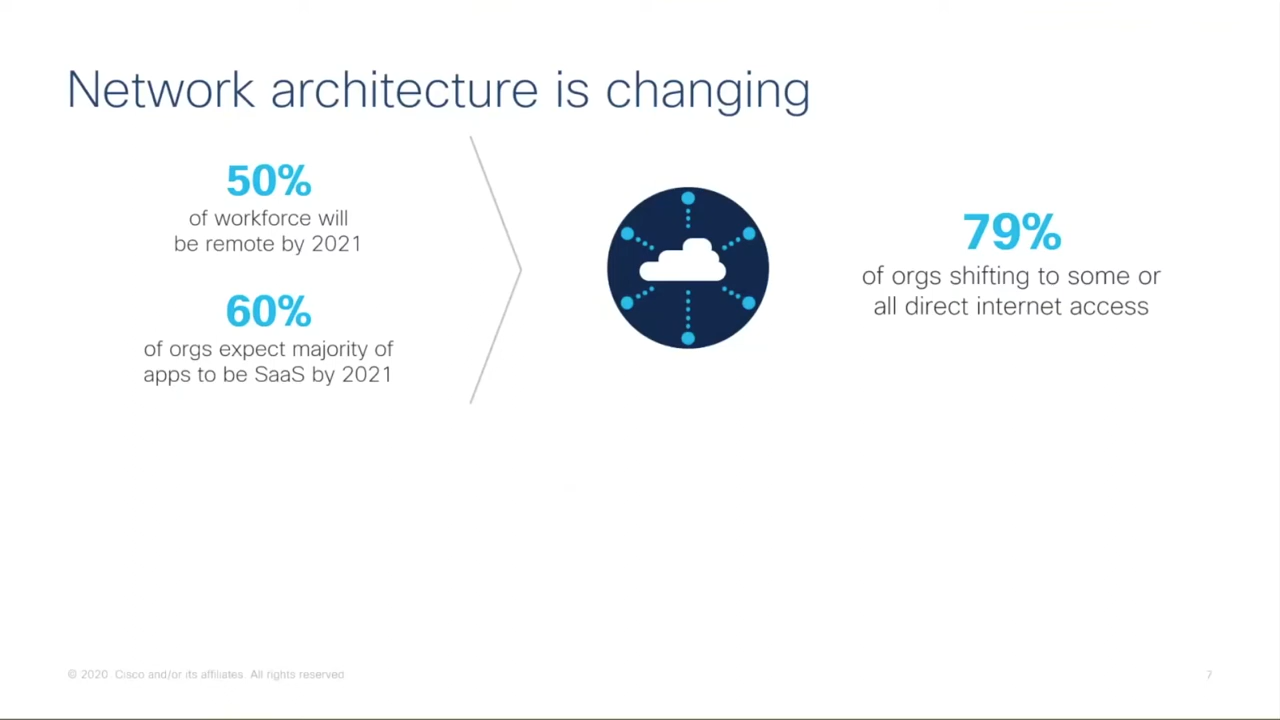 Network architecture is changing
50%
of workforce will
be remote by 2021
60%
of orgs expect majority of
apps to be SaaS by 2021
79%
of orgs shifting to some or
all direct internet access
© 2020 Cisco and/or its affiliates. All rights reserved.
7